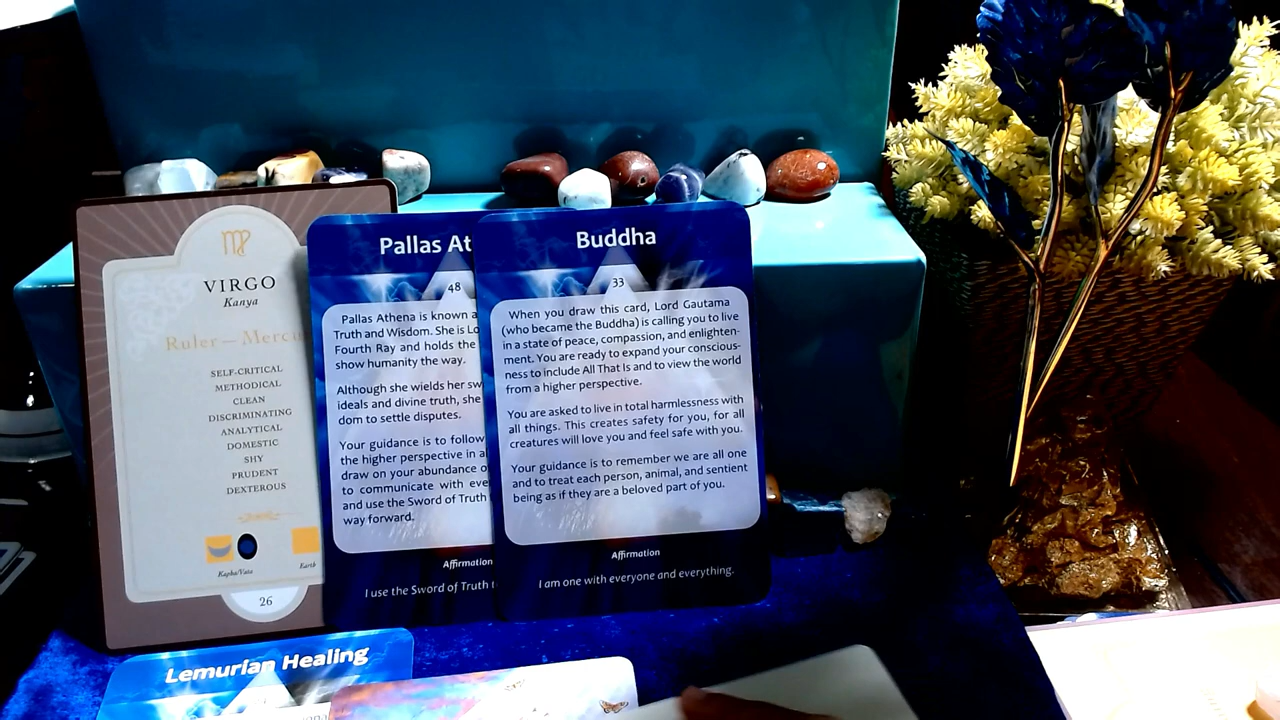 VIRGO
Kanya
Ruler — Mercu
SELF-CRITICAL
METHODICAL
CLEAN
DISCRIMINATING
ANALYTICAL
DOMESTIC
SHY
PRUDENT
DEXTEROUS
Kapha/Vata
Earth
26
Pallas At
48
Pallas Athena is known a
Truth and Wisdom. She is Lo
Fourth Ray and holds the
show humanity the way.
Although she wields her sw
ideals and divine truth, she
dom to settle disputes.
Your guidance is to follow
the higher perspective in a
draw on your abundance o
to communicate with eve
and use the Sword of Truth
way forward.
Affirmation
I use the Sword of Truth
Buddha
33
When you draw this card, Lord Gautama
(who became the Buddha) is calling you to live
in a state of peace, compassion, and enlighten-
ment. You are ready to expand your conscious-
ness to include All That Is and to view the world
from a higher perspective.
You are asked to live in total harmlessness with
all things. This creates safety for you, for all
creatures will love you and feel safe with you.
Your guidance is to remember we are all one
and to treat each person, animal, and sentient
being as if they are a beloved part of you.
Affirmation
I am one with everyone and everything.
Lemurian Healing